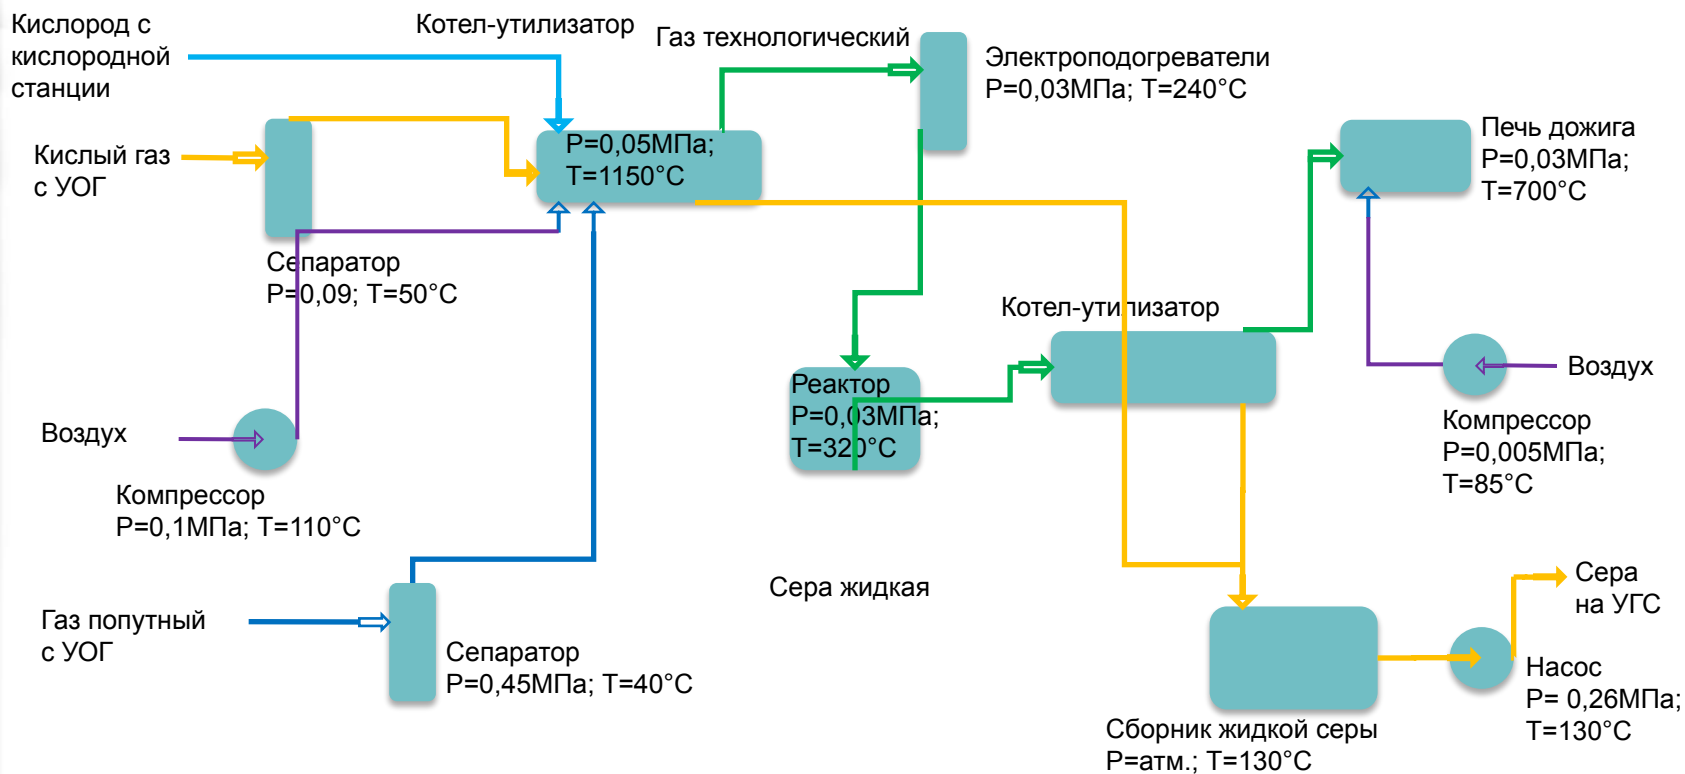 Кислород с
кислородной
станции
Котел-утилизатор
Газ технологический
Электроподогреватели
Р=0,03МПа; Т=240°С
Р=0,05МПа;
Т=1150°С
Печь дожига
Р=0,03МПа;
Т=700°С
Кислый газ
с УОГ
Сепаратор
Р=0,09; Т=50°С
Котел-утилизатор
Реактор
Р=0,03МПа;
Т=320°С
Воздух
Компрессор
Р=0,005МПа;
Т=85°С
Воздух
Компрессор
Р=0,1МПа; Т=110°С
Сера жидкая
Сера
на УГС
Газ попутный
с УОГ
Сепаратор
Р=0,45МПа; Т=40°С
Насос
Р= 0,26МПа;
Т=130°С
Сборник жидкой серы
Р=атм.; Т=130°С